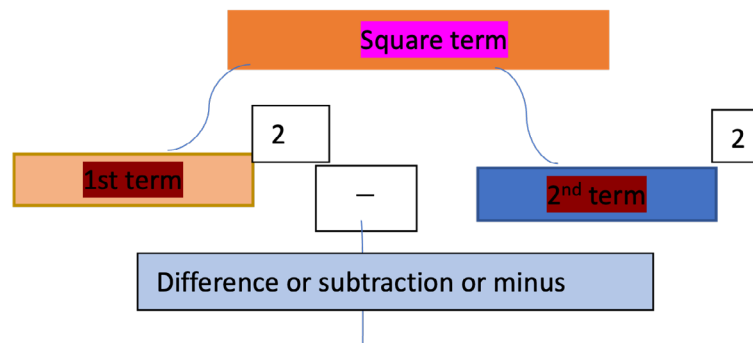 Square term
2
2
1st term
2nd term
—
Difference or subtraction or minus